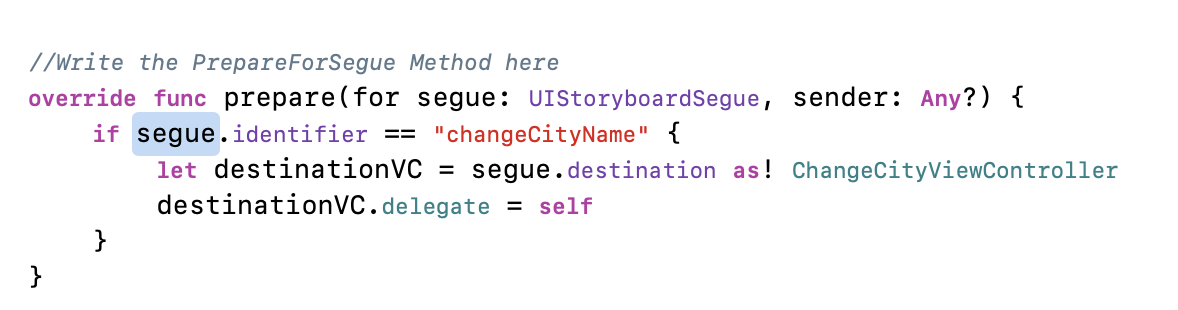 //Write the PrepareForSegue Method here
override func prepare(for segue: UIStoryboardSegue, sender: Any?) {
if segue.identifier == "changeCityName" {
let destinationVC = segue.destination as! ChangeCityViewController
destinationVC.delegate = self
}
}